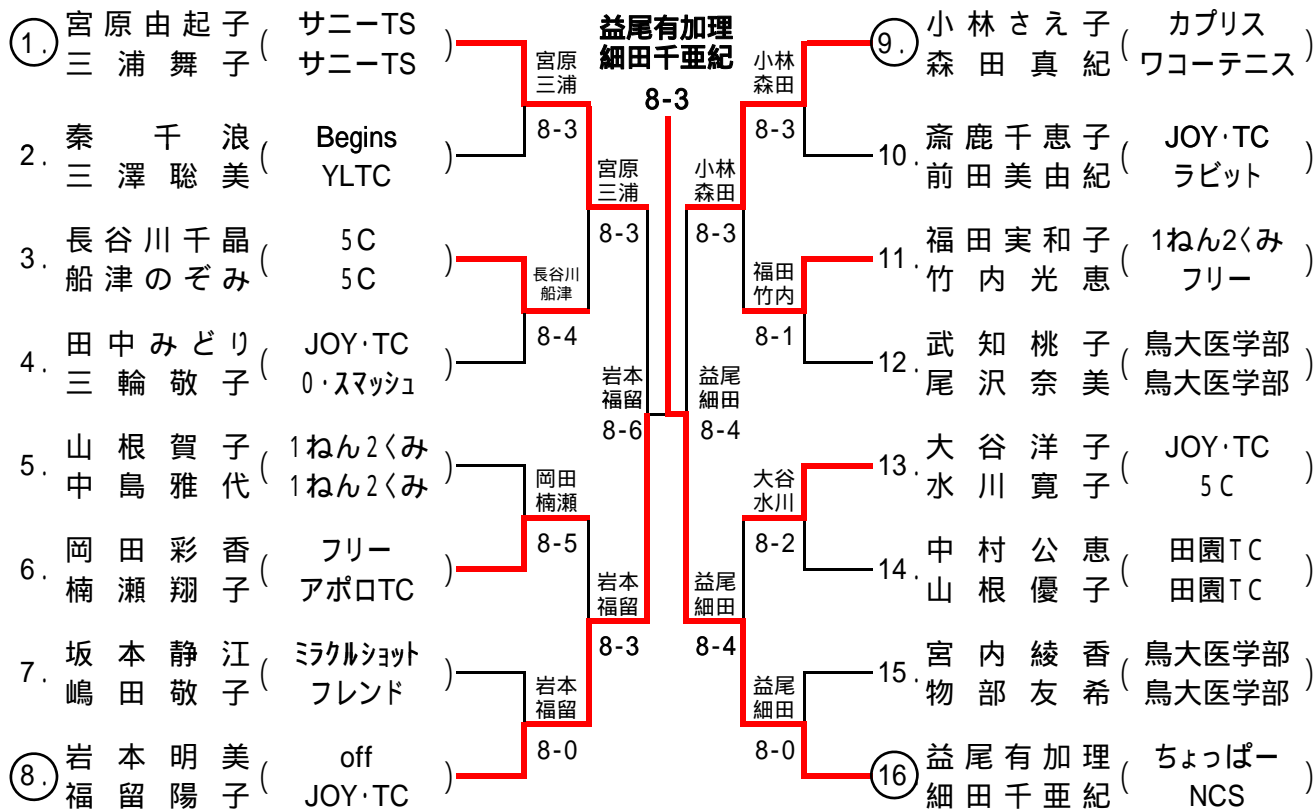 1. 宮原由起子 ( サニーTS )
三浦舞子 サニーTS
2. 秦千浪 ( Begins )
三澤聡美 YLTC
3. 長谷川千晶 ( 5C )
船津のぞみ 5C
4. 田中みどり ( JOY・TC )
三輪敬子 O・スマッシュ
5. 山根賀子 ( 1ねん2くみ )
中島雅代 1ねん2くみ
6. 岡田彩香 ( フリー )
楠瀬翔子 アポロTC
7. 坂本静江 ( ミラクルショット )
嶋田敬子 フレンド
8. 岩本明美 ( off )
福留陽子 JOY・TC
宮原
三浦
8-3
長谷川
船津
8-4
岡田
楠瀬
8-5
岩本
福留
8-0
宮原
三浦
8-3
岩本
福留
8-3
岩本
福留
8-6
益尾有加理
細田千亜紀
8-3
益尾
細田
8-4
小林
森田
8-3
益尾
細田
8-4
小林
森田
8-3
福田
竹内
8-1
大谷
水川
8-2
益尾
細田
8-0
9. 小林さえ子 ( カプリス )
森田真紀 ワコーテニス
10. 斎鹿千恵子 ( JOY・TC )
前田美由紀 ラビット
11. 福田実和子 ( 1ねん2くみ )
竹内光恵 フリー
12. 武知桃子 ( 鳥大医学部 )
尾沢奈美 鳥大医学部
13. 大谷洋子 ( JOY・TC )
水川寛子 5C
14. 中村公恵 ( 田園TC )
山根優子 田園TC
15. 宮内綾香 ( 鳥大医学部 )
物部友希 鳥大医学部
16 益尾有加理 ( ちょっぱー )
細田千亜紀 NCS